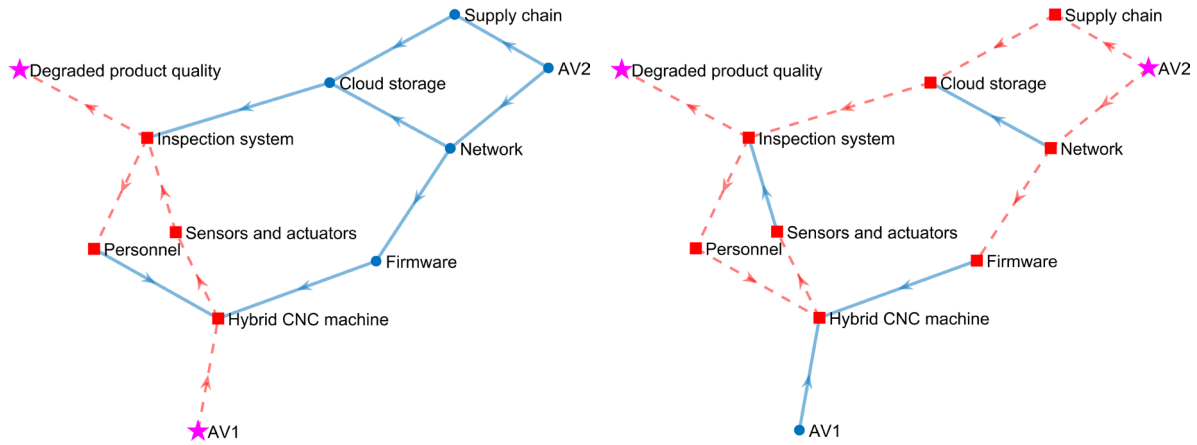 Supply chain
AV2
Degraded product quality
Cloud storage
Inspection system
Network
Sensors and actuators
Personnel
Firmware
Hybrid CNC machine
AV1
Supply chain
AV2
Degraded product quality
Cloud storage
Inspection system
Network
Sensors and actuators
Personnel
Firmware
Hybrid CNC machine
AV1